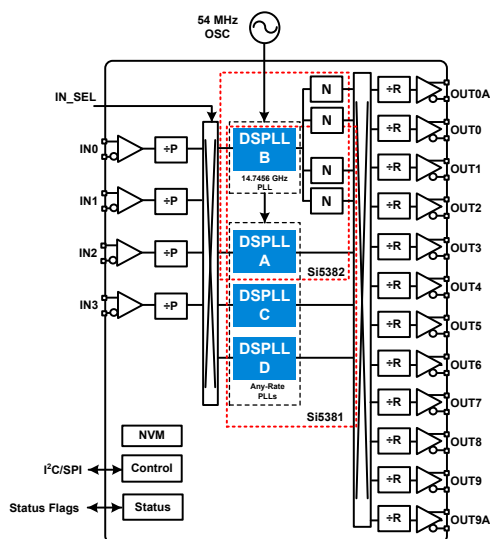 54 MHz
OSC
IN_SEL
IN0
÷P
IN1
÷P
IN2
÷P
IN3
÷P
DSPLL
B
14.7456 GHz
PLL
DSPLL
A
Si5382
DSPLL
C
DSPLL
D
Any-Rate
PLLs
Si5381
N
N
N
N
÷R
OUT0A
÷R
OUT0
÷R
OUT1
÷R
OUT2
÷R
OUT3
÷R
OUT4
÷R
OUT5
÷R
OUT6
÷R
OUT7
÷R
OUT8
÷R
OUT9
÷R
OUT9A
NVM
I²C/SPI
Control
Status Flags
Status